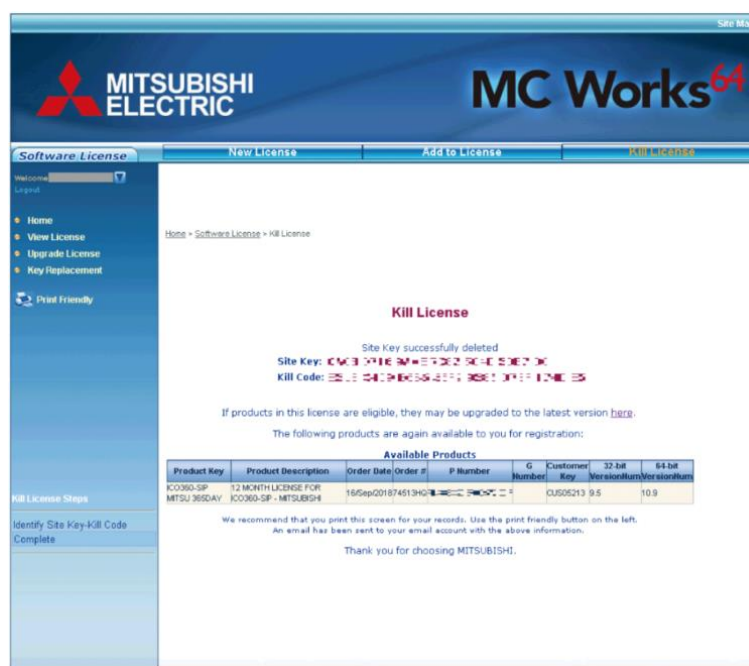 Site Ma
MITSUBISHI
ELECTRIC
MC Works64
Software License
New License
Add to License
Kill License
Welcome
Logout
Home
View License
Upgrade License
Key Replacement
Print Friendly
Home > Software License > Kill License
Kill License
Site Key successfully deleted
Site Key:
Kill Code:
If products in this license are eligible, they may be upgraded to the latest version here.
The following products are again available to you for registration:
Available Products
Product Key Product Description Order Date Order # P Number G Number Customer Key 32-bit VersionNum 64-bit VersionNum
ICO360-SIP MITSU 365DAY 12 MONTH LICENSE FOR ICO360-SIP - MITSUBISHI 16/Sep/2018 74513HQ CUS05213 9.5 10.9
We recommend that you print this screen for your records. Use the print friendly button on the left.
An email has been sent to your email account with the above information.
Thank you for choosing MITSUBISHI.
Kill License Steps
Identify Site Key-Kill Code
Complete